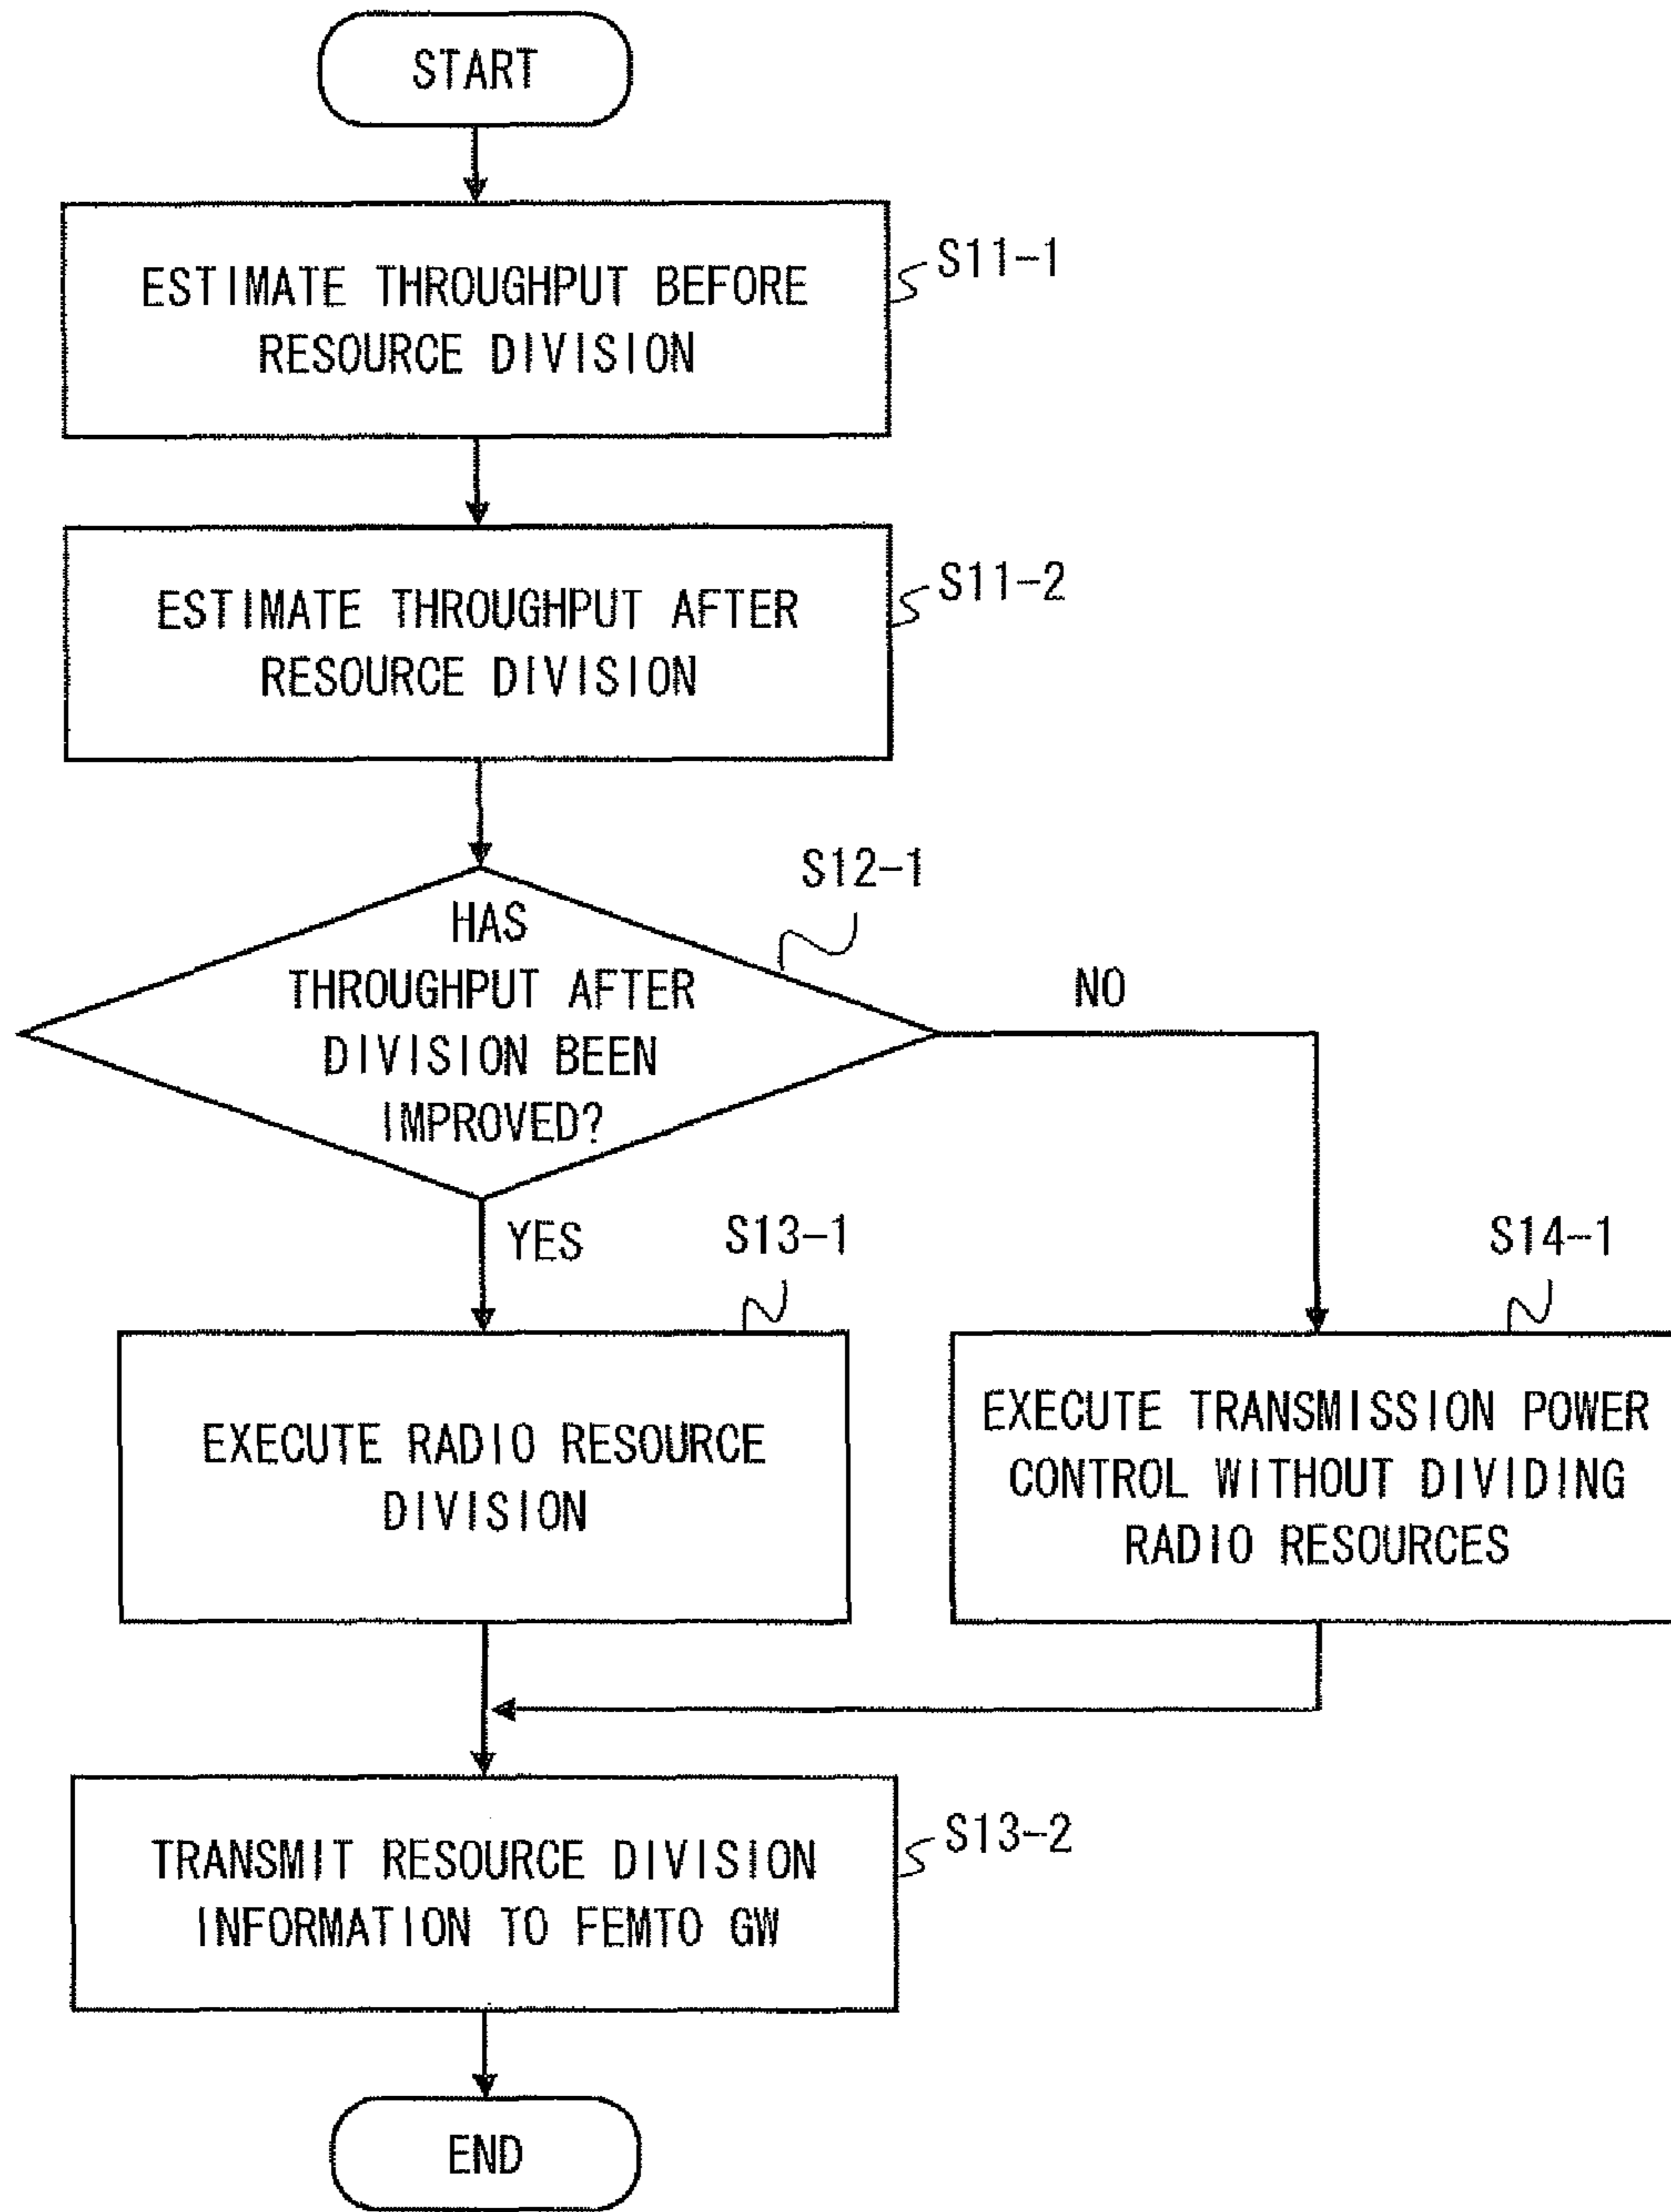 START
ESTIMATE THROUGHPUT BEFORE
RESOURCE DIVISION
S11-1
ESTIMATE THROUGHPUT AFTER
RESOURCE DIVISION
S11-2
S12-1
HAS
THROUGHPUT AFTER
DIVISION BEEN
IMPROVED?
NO
YES
S13-1
S14-1
EXECUTE RADIO RESOURCE
DIVISION
EXECUTE TRANSMISSION POWER
CONTROL WITHOUT DIVIDING
RADIO RESOURCES
TRANSMIT RESOURCE DIVISION
INFORMATION TO FEMTO GW
S13-2
END